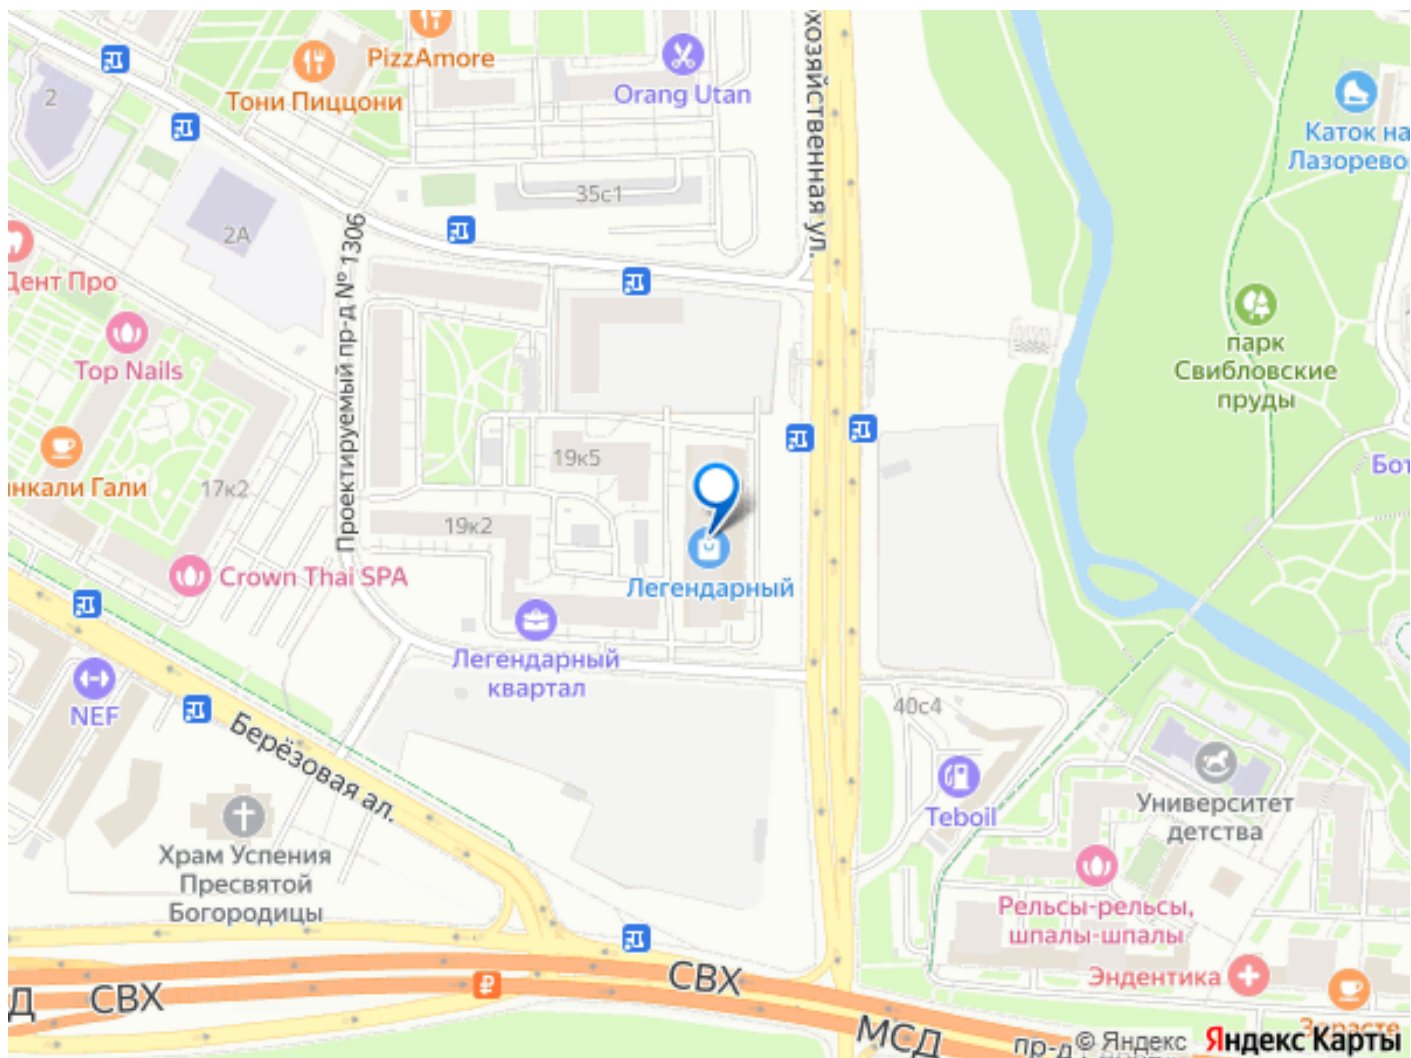 PizzAmore
Тони Пиццони
Orang Utan
хозяйственная ул.
Каток на
Лазорево
2
35с1
2А
Проектируемый пр-д № 1306
Дент Про
Top Nails
парк
Свибловские
пруды
19к5
Бот
нкали Гали
17к2
19к2
Crown Thai SPA
Легендарный
Легендарный
квартал
NEF
40с4
Берёзовая ал.
Teboil
Университет
детства
Храм Успения
Пресвятой
Богородицы
Рельсы-рельсы,
шпалы-шпалы
Эндентика
СВХ
Д
СВХ
МСД
пр-д
© Яндекс
Яндекс Карты